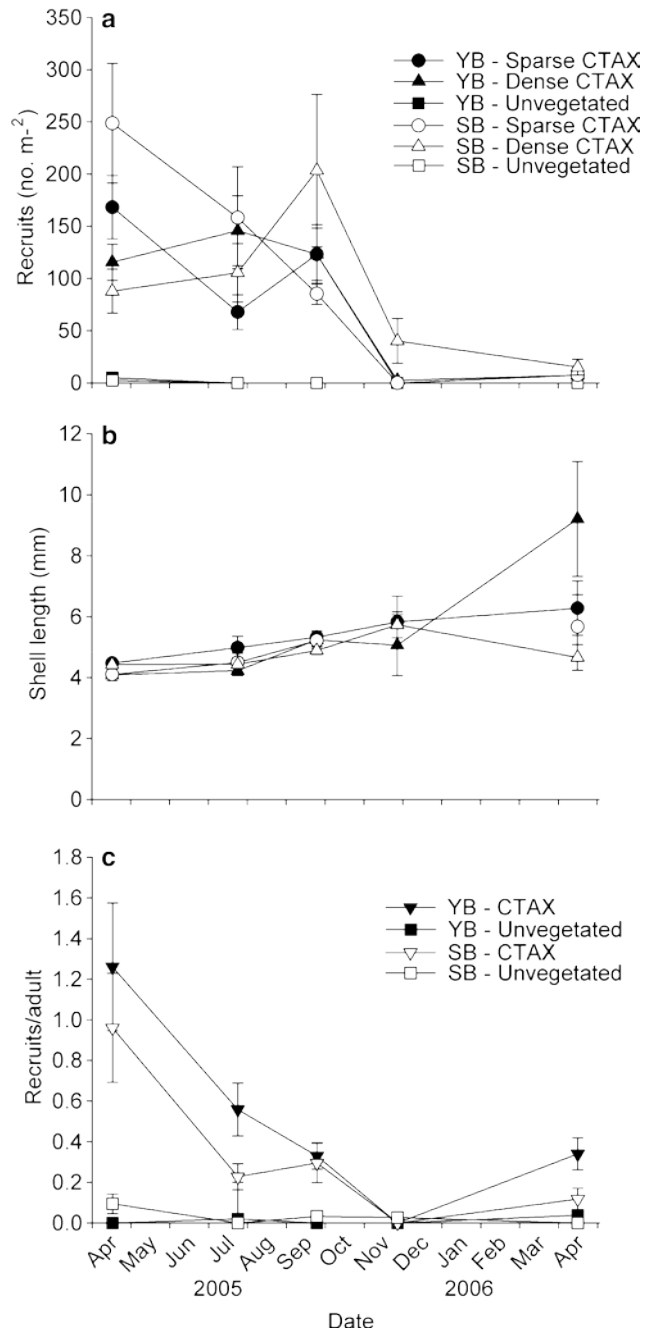 a
350
300
250
200
150
100
50
0
Recruits (no. m-2)
YB - Sparse CTAX
YB - Dense CTAX
YB - Unvegetated
SB - Sparse CTAX
SB - Dense CTAX
SB - Unvegetated
b
12
10
8
6
4
2
0
Shell length (mm)
c
1.8
1.6
1.4
1.2
1.0
0.8
0.6
0.4
0.2
0.0
Recruits/adult
YB - CTAX
YB - Unvegetated
SB - CTAX
SB - Unvegetated
Apr May Jun Jul Aug Sep Oct Nov Dec Jan Feb Mar Apr
2005 2006
Date